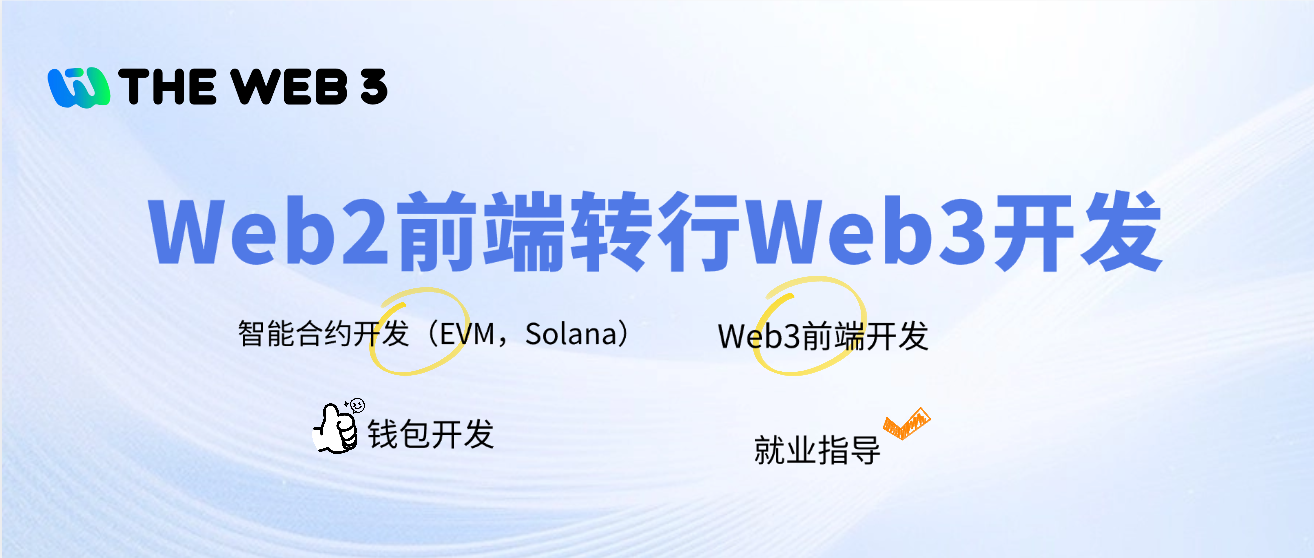 THE WEB 3
Web2前端转行Web3开发
智能合约开发（EVM，Solana）
Web3前端开发
钱包开发
就业指导